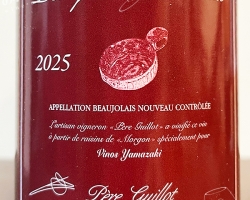 2025
APPELLATION BEAUJOLAIS NOUVEAU CONTRÔLÉE
L'artisan vigneron «Père Guillot» a vinifié ce vin
à partir de raisins de «Morgon» spécialement pour
Vinos Yamazaki
Père Guillot